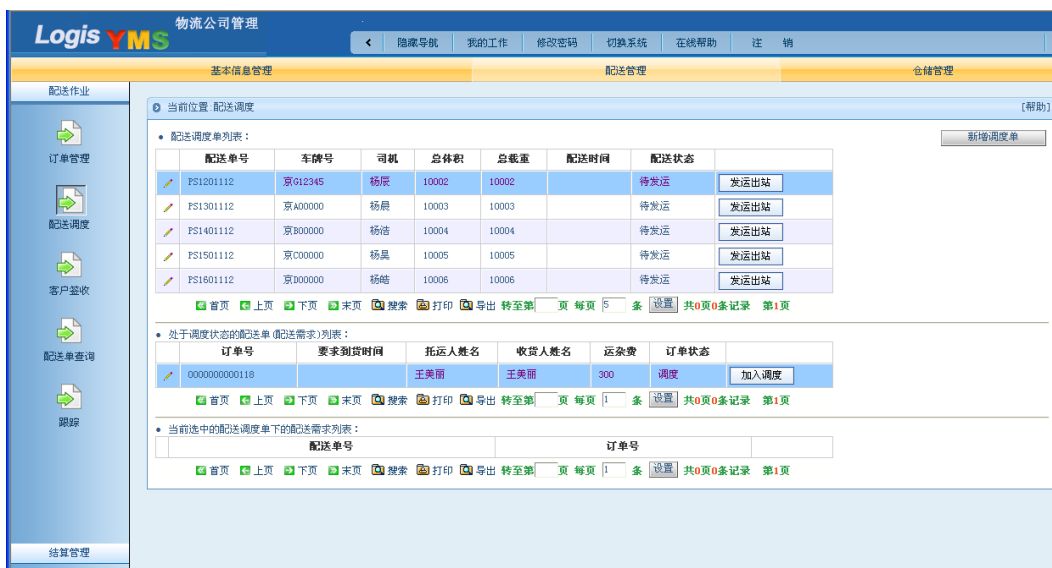 Logis YMS 物流公司管理
隐藏导航 我的工作 修改密码 切换系统 在线帮助 注 销
基本信息管理 配送管理 仓储管理
配送作业
订单管理
配送调度
客户签收
配送单查询
跟踪
结算管理
当前位置:配送调度 [帮助]
配送调度单列表: 新增调度单
配送单号 车牌号 司机 总体积 总载重 配送时间 配送状态
PS1201112 京G12345 杨辰 10002 10002 待发运 发运出站
PS1301112 京A00000 杨晨 10003 10003 待发运 发运出站
PS1401112 京B00000 杨浩 10004 10004 待发运 发运出站
PS1501112 京C00000 杨昊 10005 10005 待发运 发运出站
PS1601112 京D00000 杨皓 10006 10006 待发运 发运出站
首页 上页 下页 末页 搜索 打印 导出 转至第 页 每页 5 条 设置 共0页0条记录 第1页
处于调度状态的配送单(配送需求)列表:
订单号 要求到货时间 托运人姓名 收货人姓名 运杂费 订单状态
0000000000118 王美丽 王美丽 300 调度 加入调度
首页 上页 下页 末页 搜索 打印 导出 转至第 页 每页 1 条 设置 共0页0条记录 第1页
当前选中的配送调度单下的配送需求列表:
配送单号 订单号
首页 上页 下页 末页 搜索 打印 导出 转至第 页 每页 1 条 设置 共0页0条记录 第1页